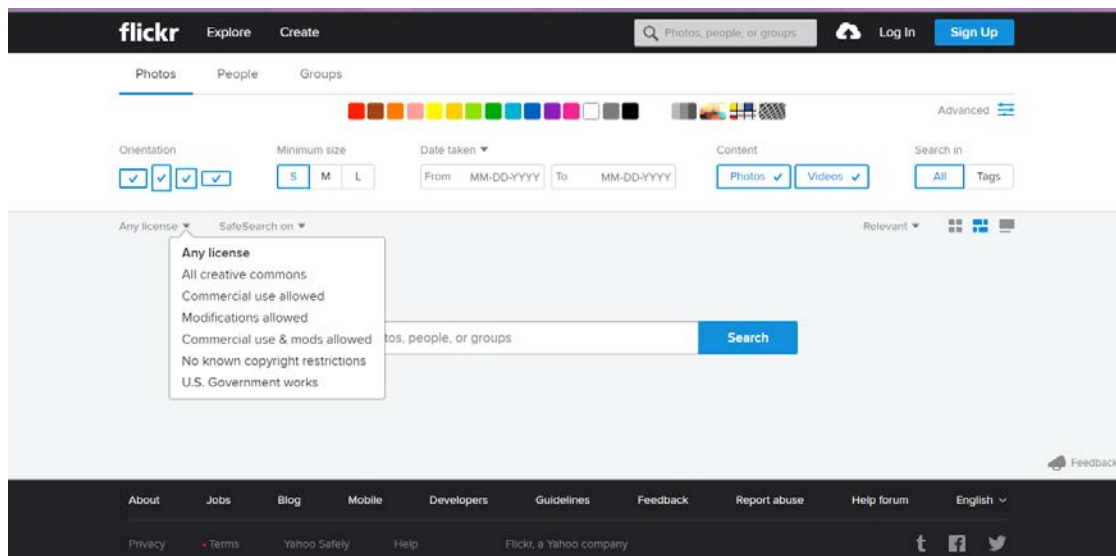 flickr Explore Create Photos, people, or groups Log In Sign Up
Photos People Groups
Advanced
Orientation Minimum size Date taken Content Search in
S M L From MM-DD-YYYY To MM-DD-YYYY Photos Videos All Tags
Any license SafeSearch on Relevant
Any license
All creative commons
Commercial use allowed
Modifications allowed
Commercial use & mods allowed
tos, people, or groups Search
No known copyright restrictions
U.S. Government works
Feedback
About Jobs Blog Mobile Developers Guidelines Feedback Report abuse Help forum English
Privacy Terms Yahoo Safely Help Flickr, a Yahoo company